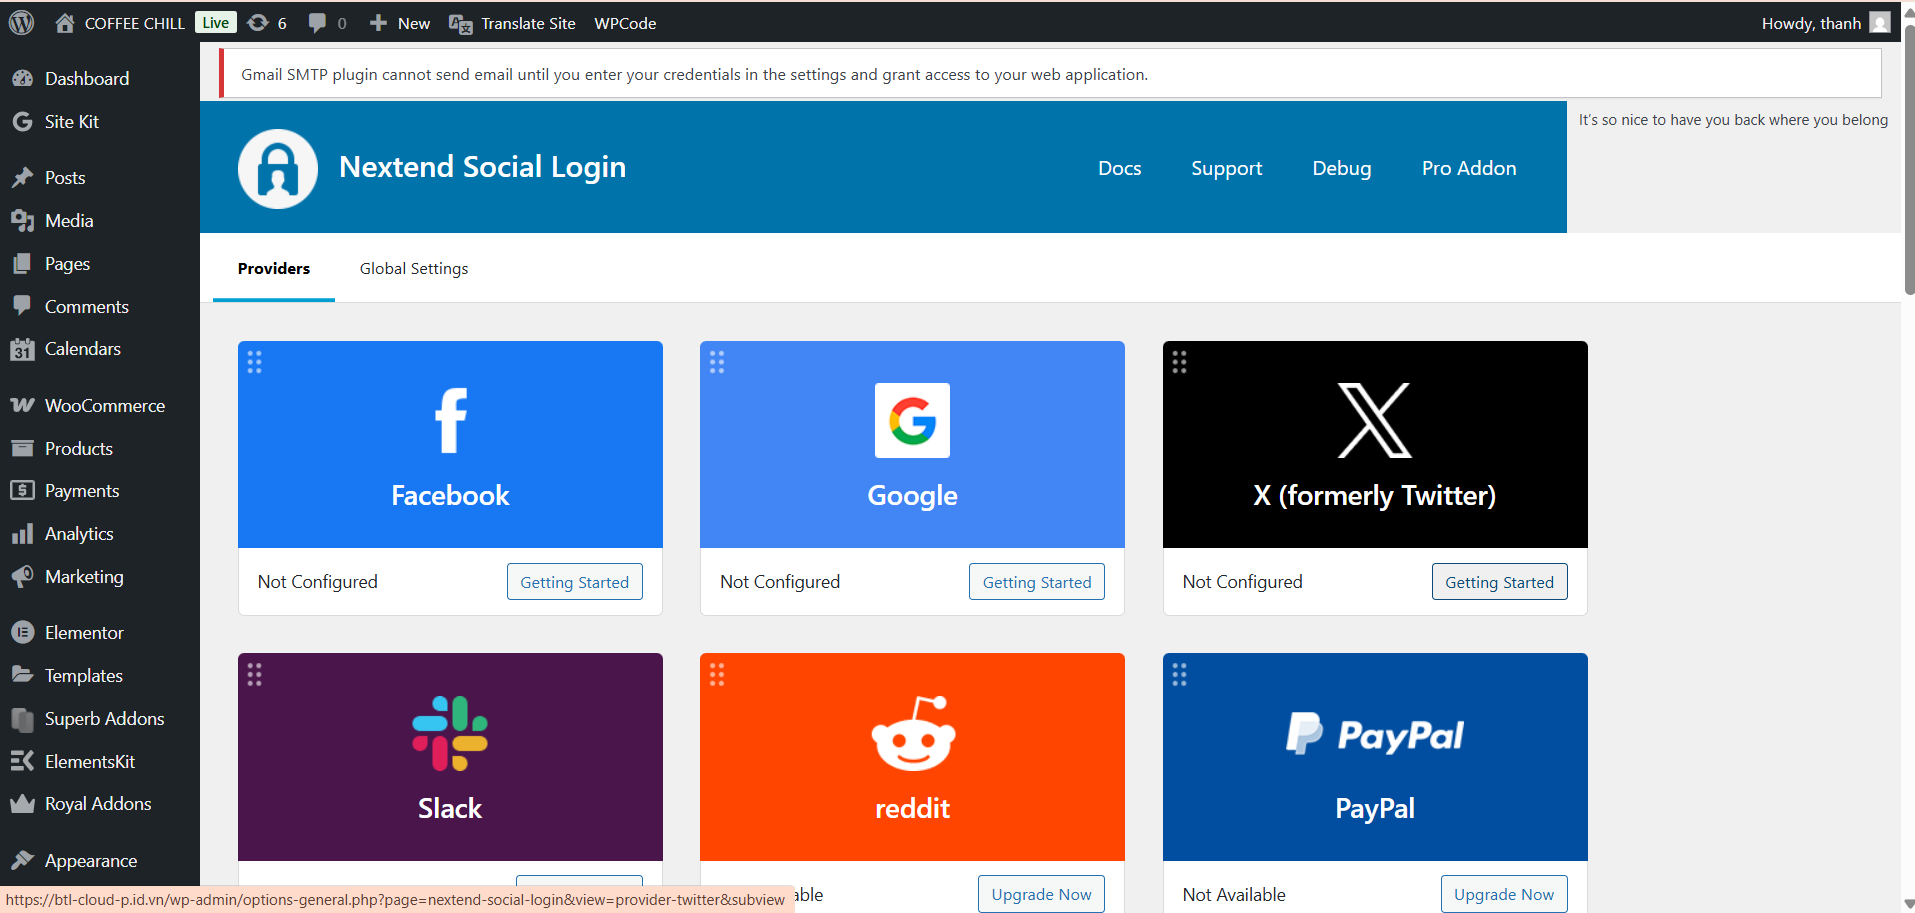 COFFEE CHILL Live 6 0 New Translate Site WPCode Howdy, thanh
Dashboard
Site Kit
Posts
Media
Pages
Comments
31 Calendars
WooCommerce
Products
Payments
Analytics
Marketing
Elementor
Templates
Superb Addons
ElementsKit
Royal Addons
Appearance
Gmail SMTP plugin cannot send email until you enter your credentials in the settings and grant access to your web application.
It's so nice to have you back where you belong
Nextend Social Login
Docs Support Debug Pro Addon
Providers Global Settings
Facebook
Not Configured Getting Started
Google
Not Configured Getting Started
X (formerly Twitter)
Not Configured Getting Started
Slack
reddit
Upgrade Now
PayPal
PayPal
Not Available Upgrade Now
https://btl-cloud-p.id.vn/wp-admin/options-general.php?page=nextend-social-login&view=provider-twitter&subview